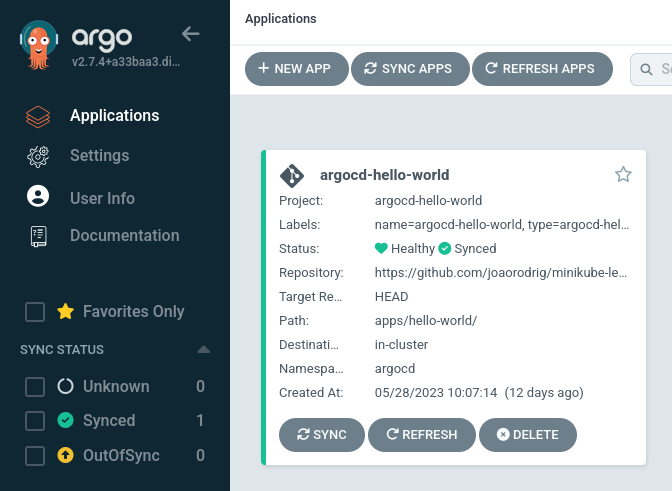 argo
v2.7.4+a33baa3.di...
Applications
Settings
User Info
Documentation
Favorites Only
SYNC STATUS
Unknown 0
Synced 1
OutOfSync 0
Applications
NEW APP SYNC APPS REFRESH APPS
argocd-hello-world
Project: argocd-hello-world
Labels: name=argocd-hello-world, type=argocd-hel...
Status: Healthy Synced
Repository: https://github.com/joaorodrig/minikube-le...
Target Re... HEAD
Path: apps/hello-world/
Destinati... in-cluster
Namespa... argocd
Created At: 05/28/2023 10:07:14 (12 days ago)
SYNC REFRESH DELETE